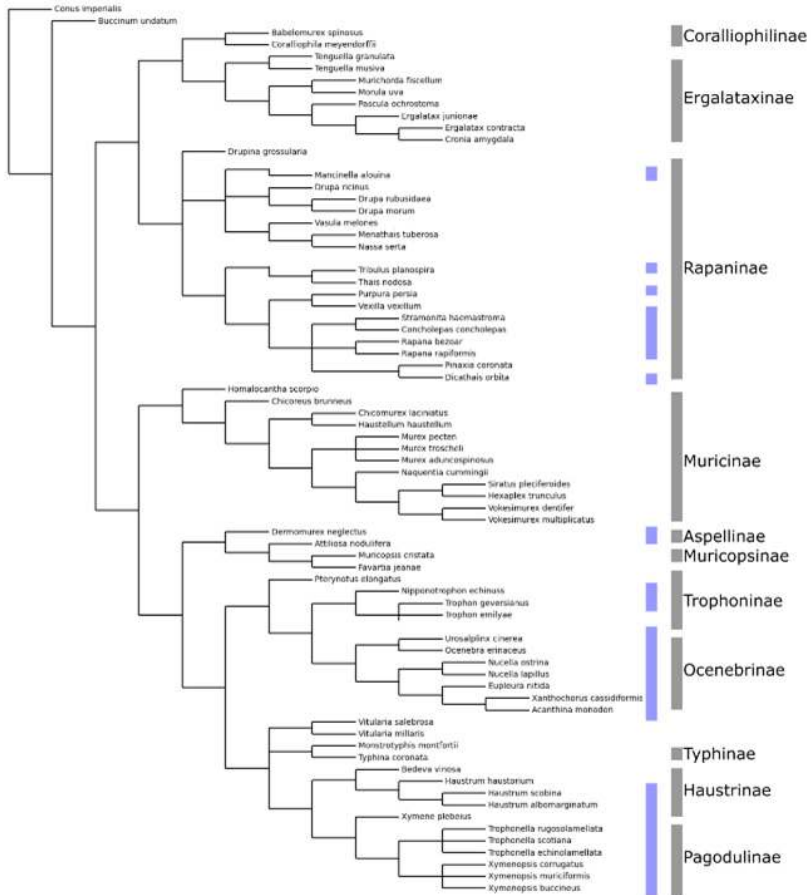 Conus imperialis
Buccinum undatum
Babelomurex spinosus
Coralliophila meyendorffii
Coralliophilinae
Tenguella granulata
Tenguella musiva
Murichorda fiscellum
Morula uva
Ergalataxinae
Pascula ochrostoma
Ergalatax junionae
Ergalatax contracta
Cronia amygdala
Drupina grossularia
Mancinella alouina
Drupa ricinus
Drupa rubusidaea
Drupa morum
Vasula melones
Menathais tuberosa
Nassa serta
Tribulus planospira
Rapaninae
Thais nodosa
Purpura persia
Vexilla vexillum
Stramonita haemastroma
Concholepas concholepas
Rapana bezoar
Rapana rapiformis
Pinaxia coronata
Dicathais orbita
Homalocantha scorpio
Chicoreus brunneus
Chicomurex laciniatus
Haustellum haustellum
Murex pecten
Murex troscheli
Murex aduncospinosus
Muricinae
Naquentia cummingii
Siratus pleciferoides
Hexaplex trunculus
Vokesimurex dentifer
Vokesimurex multiplicatus
Dermomurex neglectus
Aspellinae
Attiliosa nodulifera
Muricopsis cristata
Muricopsinae
Favartia jeanae
Pterynotus elongatus
Nipponotrophon echinuss
Trophon geversianus
Trophoninae
Trophon emilyae
Urosalpinx cinerea
Ocenebra erinaceus
Nucella ostrina
Ocenebrinae
Nucella lapillus
Eupleura nitida
Xanthochorus cassidiformis
Acanthina monodon
Vitularia salebrosa
Vitularia millaris
Monstrotyphis montfortii
Typhinae
Typhina coronata
Bedeva vinosa
Haustrum haustorium
Haustrinae
Haustrum scobina
Haustrum albomarginatum
Xymene plebeius
Trophonella rugosolamellata
Trophonella scotiana
Trophonella echinolamellata
Pagodulinae
Xymenopsis corrugatus
Xymenopsis muriciformis
Xymenopsis buccineus